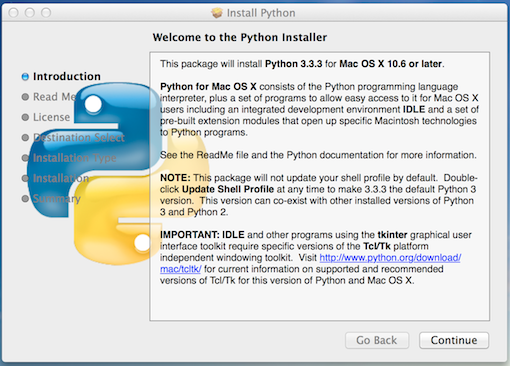 Install Python
Welcome to the Python Installer
Introduction
Read Me
License
Destination Select
Installation Type
Installation
Summary
This package will install Python 3.3.3 for Mac OS X 10.6 or later.
Python for Mac OS X consists of the Python programming language
interpreter, plus a set of programs to allow easy access to it for Mac OS X
users including an integrated development environment IDLE and a set of
pre-built extension modules that open up specific Macintosh technologies
to Python programs.
See the ReadMe file and the Python documentation for more information.
NOTE: This package will not update your shell profile by default. Double-
click Update Shell Profile at any time to make 3.3.3 the default Python 3
version. This version can co-exist with other installed versions of Python
3 and Python 2.
IMPORTANT: IDLE and other programs using the tkinter graphical user
interface toolkit require specific versions of the Tcl/Tk platform
independent windowing toolkit. Visit http://www.python.org/download/
mac/tcltk/ for current information on supported and recommended
versions of Tcl/Tk for this version of Python and Mac OS X.
Go Back
Continue